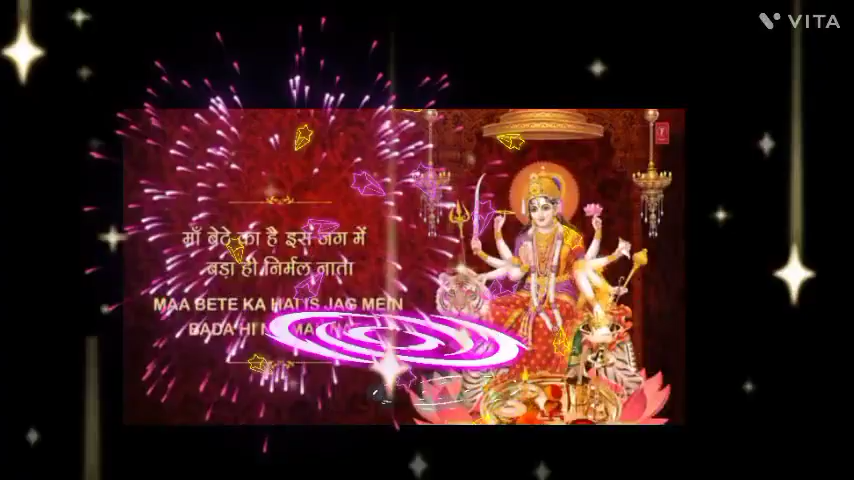 VITA
माँ बेटे का है इस जग में
बड़ा ही निर्मल नाता
MAA BETE KA HAI IS JAG MEIN
BADA HI